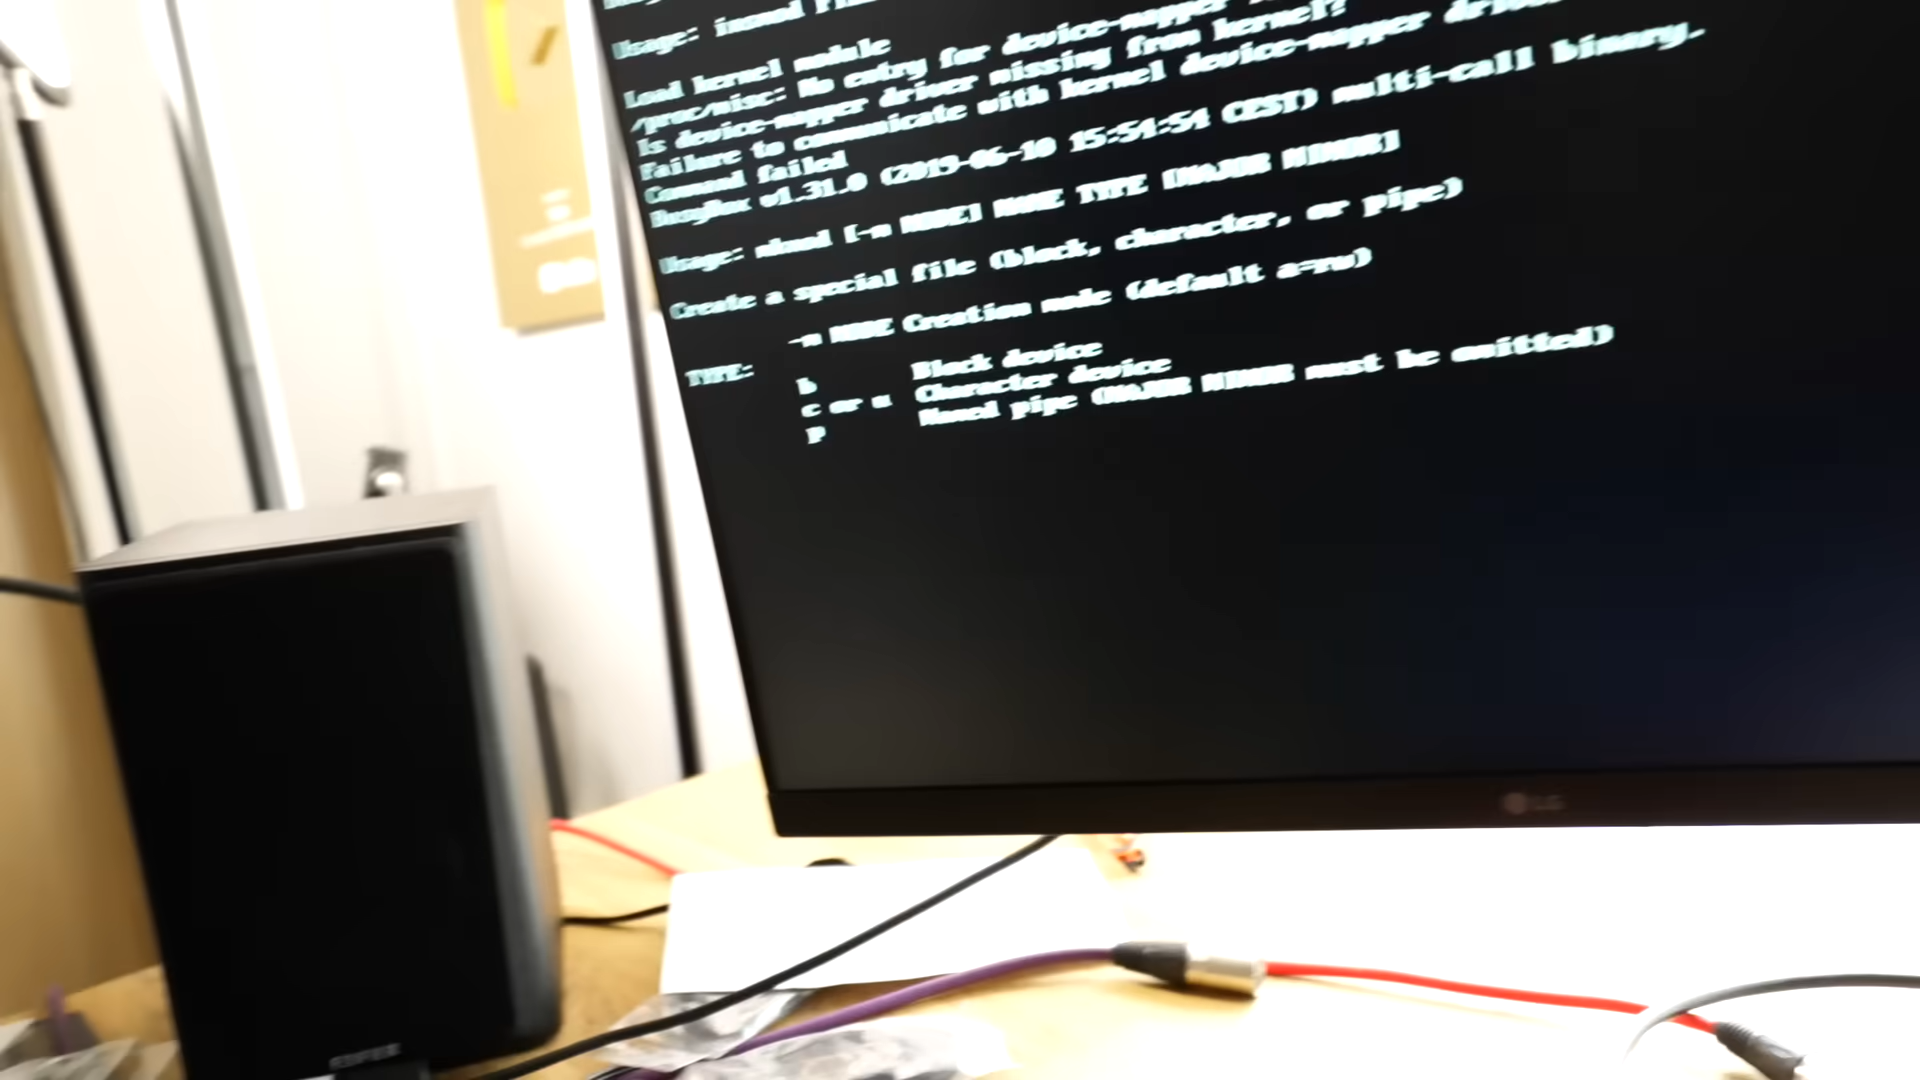 Usage: insmod
Load kernel module
/proc/misc: No entry for device-mapper
Is device-mapper driver missing from kernel?
Failure to communicate with kernel device-mapper driver
Command failed
BusyBox v1.31.0 (2019-06-10 15:54:54 CEST) multi-call binary.
Usage: mknod [-m MODE] NAME TYPE [MAJOR MINOR]
Create a special file (block, character, or pipe)
-m MODE Creation mode (default a=rw)
TYPE:
b Block device
c or u Character device
p Named pipe (MAJOR MINOR must be omitted)
LG
EDIFIER